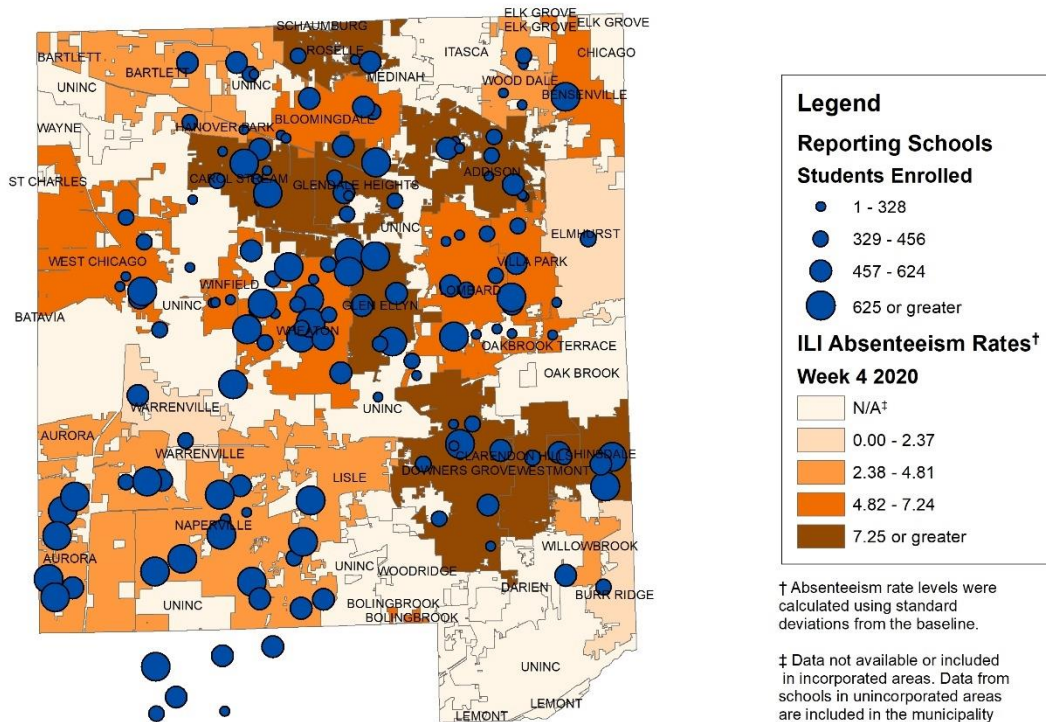 ELK GROVE
SCHAUMBURG
ELK GROVE
ELK GROVE
BARTLETT
ROSELLE
ITASCA
CHICAGO
BARTLETT
MEDINAH
UNINC
UNINC
WOOD DALE
BENSENVILLE
WAYNE
HANOVER PARK
BLOOMINGDALE
ST CHARLES
CAROL STREAM
GLENDALE HEIGHTS
ADDISON
UNINC
ELMHURST
WEST CHICAGO
VILLA PARK
WINFIELD
LOMBARD
UNINC
GLEN ELLYN
BATAVIA
WHEATON
OAKBROOK TERRACE
OAK BROOK
WARRENVILLE
UNINC
AURORA
WARRENVILLE
CLARENDON HILLS
HINSDALE
LISLE
DOWNERS GROVE
WESTMONT
NAPERVILLE
AURORA
UNINC
WOODRIDGE
WILLOWBROOK
DARIEN
UNINC
BURR RIDGE
BOLINGBROOK
BOLINGBROOK
UNINC
LEMONT
LEMONT
Legend
Reporting Schools
Students Enrolled
1 - 328
329 - 456
457 - 624
625 or greater
ILI Absenteeism Rates†
Week 4 2020
N/A‡
0.00 - 2.37
2.38 - 4.81
4.82 - 7.24
7.25 or greater
† Absenteeism rate levels were
calculated using standard
deviations from the baseline.
‡ Data not available or included
in incorporated areas. Data from
schools in unincorporated areas
are included in the municipality